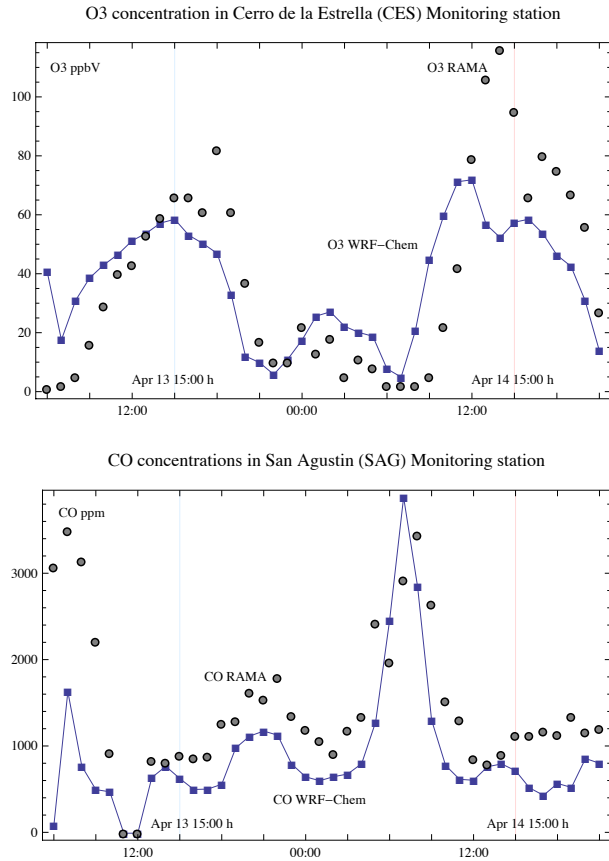 O3 concentration in Cerro de la Estrella (CES) Monitoring station
O3 ppbV
O3 RAMA
O3 WRF−Chem
Apr 13 15:00 h
Apr 14 15:00 h
0
20
40
60
80
100
12:00
00:00
12:00
CO concentrations in San Agustin (SAG) Monitoring station
CO ppm
CO RAMA
CO WRF−Chem
Apr 13 15:00 h
Apr 14 15:00 h
0
1000
2000
3000
12:00
00:00
12:00